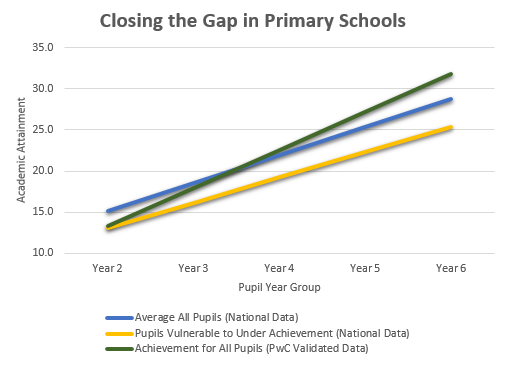 Closing the Gap in Primary Schools
35.0
30.0
25.0
20.0
15.0
10.0
Academic Attainment
Year 2 Year 3 Year 4 Year 5 Year 6
Pupil Year Group
Average All Pupils (National Data)
Pupils Vulnerable to Under Achievement (National Data)
Achievement for All Pupils (PwC Validated Data)